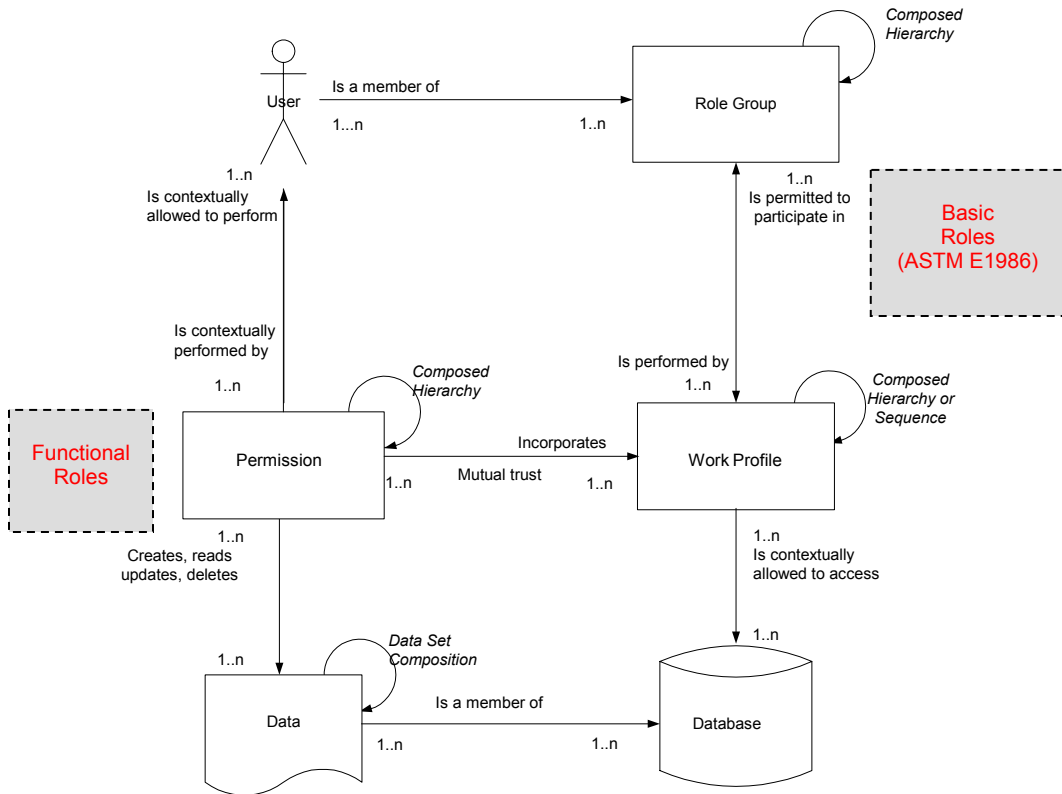 Composed
Hierarchy
User
Is a member of
1...n
1..n
Role Group
1..n
Is contextually
allowed to perform
1..n
Is permitted to
participate in
Basic
Roles
(ASTM E1986)
Is contextually
performed by
1..n
Composed
Hierarchy
Is performed by
1..n
Composed
Hierarchy or
Sequence
Functional
Roles
Permission
Incorporates
Mutual trust
1..n
1..n
Work Profile
1..n
Creates, reads
updates, deletes
1..n
Is contextually
allowed to access
1..n
Data Set
Composition
1..n
Data
Is a member of
1..n
1..n
Database